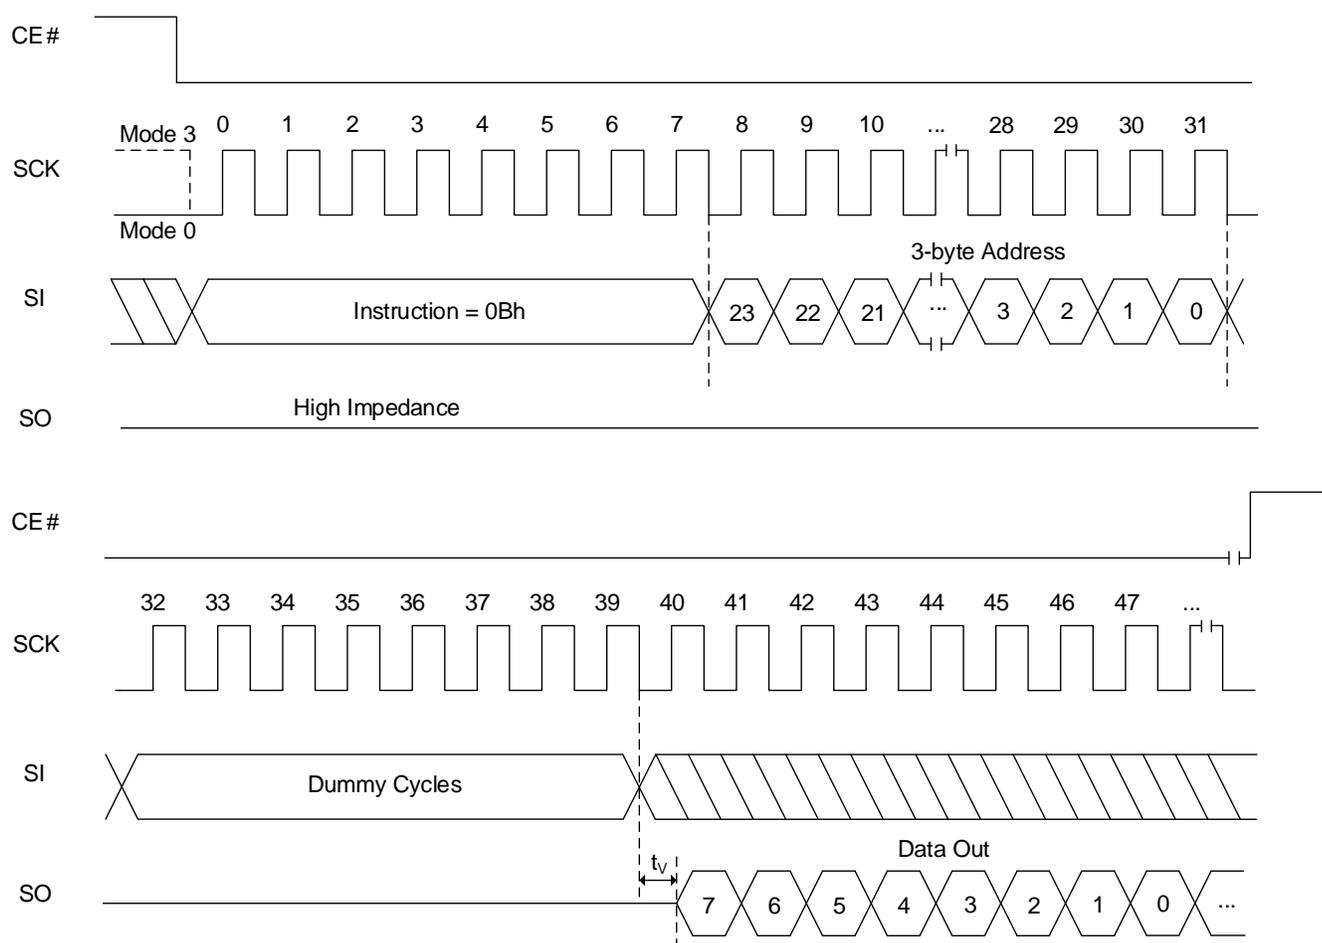 CE#
Mode 3 0 1 2 3 4 5 6 7 8 9 10 ... 28 29 30 31
SCK
Mode 0
3-byte Address
SI Instruction = 0Bh 23 22 21 ... 3 2 1 0
SO High Impedance
CE#
32 33 34 35 36 37 38 39 40 41 42 43 44 45 46 47 ...
SCK
SI Dummy Cycles
Data Out
tV
SO 7 6 5 4 3 2 1 0 ...